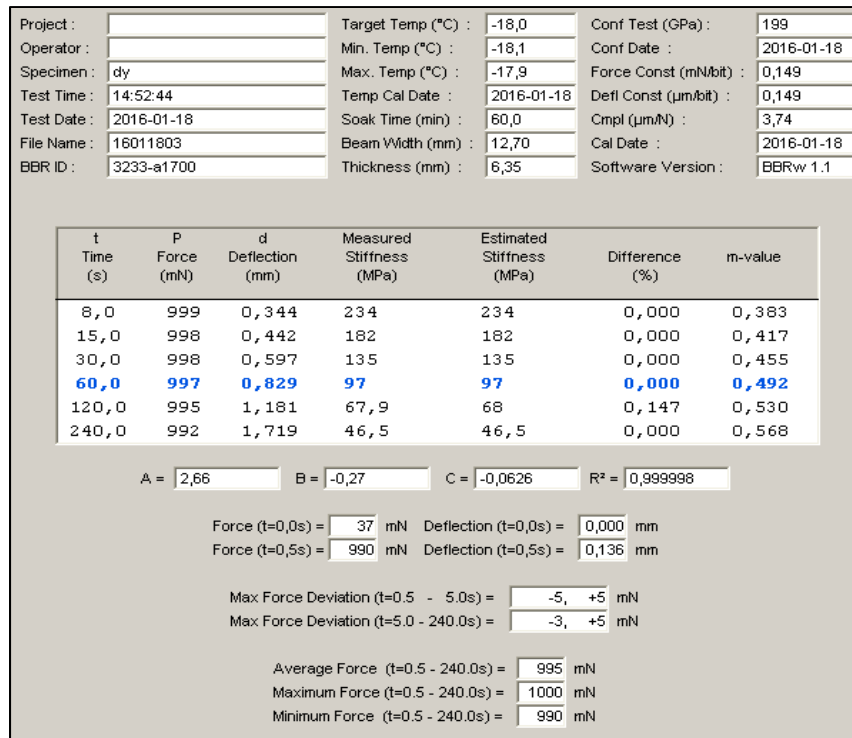 Project : Target Temp (°C) : -18,0 Conf Test (GPa) : 199
Operator : Min. Temp (°C) : -18,1 Conf Date : 2016-01-18
Specimen : dy Max. Temp (°C) : -17,9 Force Const (mN/bit) : 0,149
Test Time : 14:52:44 Temp Cal Date : 2016-01-18 Defl Const (µm/bit) : 0,149
Test Date : 2016-01-18 Soak Time (min) : 60,0 Cmpl (µm/N) : 3,74
File Name : 16011803 Beam Width (mm) : 12,70 Cal Date : 2016-01-18
BBR ID : 3233-a1700 Thickness (mm) : 6,35 Software Version : BBRw 1.1
t P d Measured Estimated
Time Force Deflection Stiffness Stiffness Difference m-value
(s) (mN) (mm) (MPa) (MPa) (%)
8,0 999 0,344 234 234 0,000 0,383
15,0 998 0,442 182 182 0,000 0,417
30,0 998 0,597 135 135 0,000 0,455
60,0 997 0,829 97 97 0,000 0,492
120,0 995 1,181 67,9 68 0,147 0,530
240,0 992 1,719 46,5 46,5 0,000 0,568
A = 2,66 B = -0,27 C = -0,0626 R² = 0,999998
Force (t=0,0s) = 37 mN Deflection (t=0,0s) = 0,000 mm
Force (t=0,5s) = 990 mN Deflection (t=0,5s) = 0,136 mm
Max Force Deviation (t=0.5 - 5.0s) = -5, +5 mN
Max Force Deviation (t=5.0 - 240.0s) = -3, +5 mN
Average Force (t=0.5 - 240.0s) = 995 mN
Maximum Force (t=0.5 - 240.0s) = 1000 mN
Minimum Force (t=0.5 - 240.0s) = 990 mN